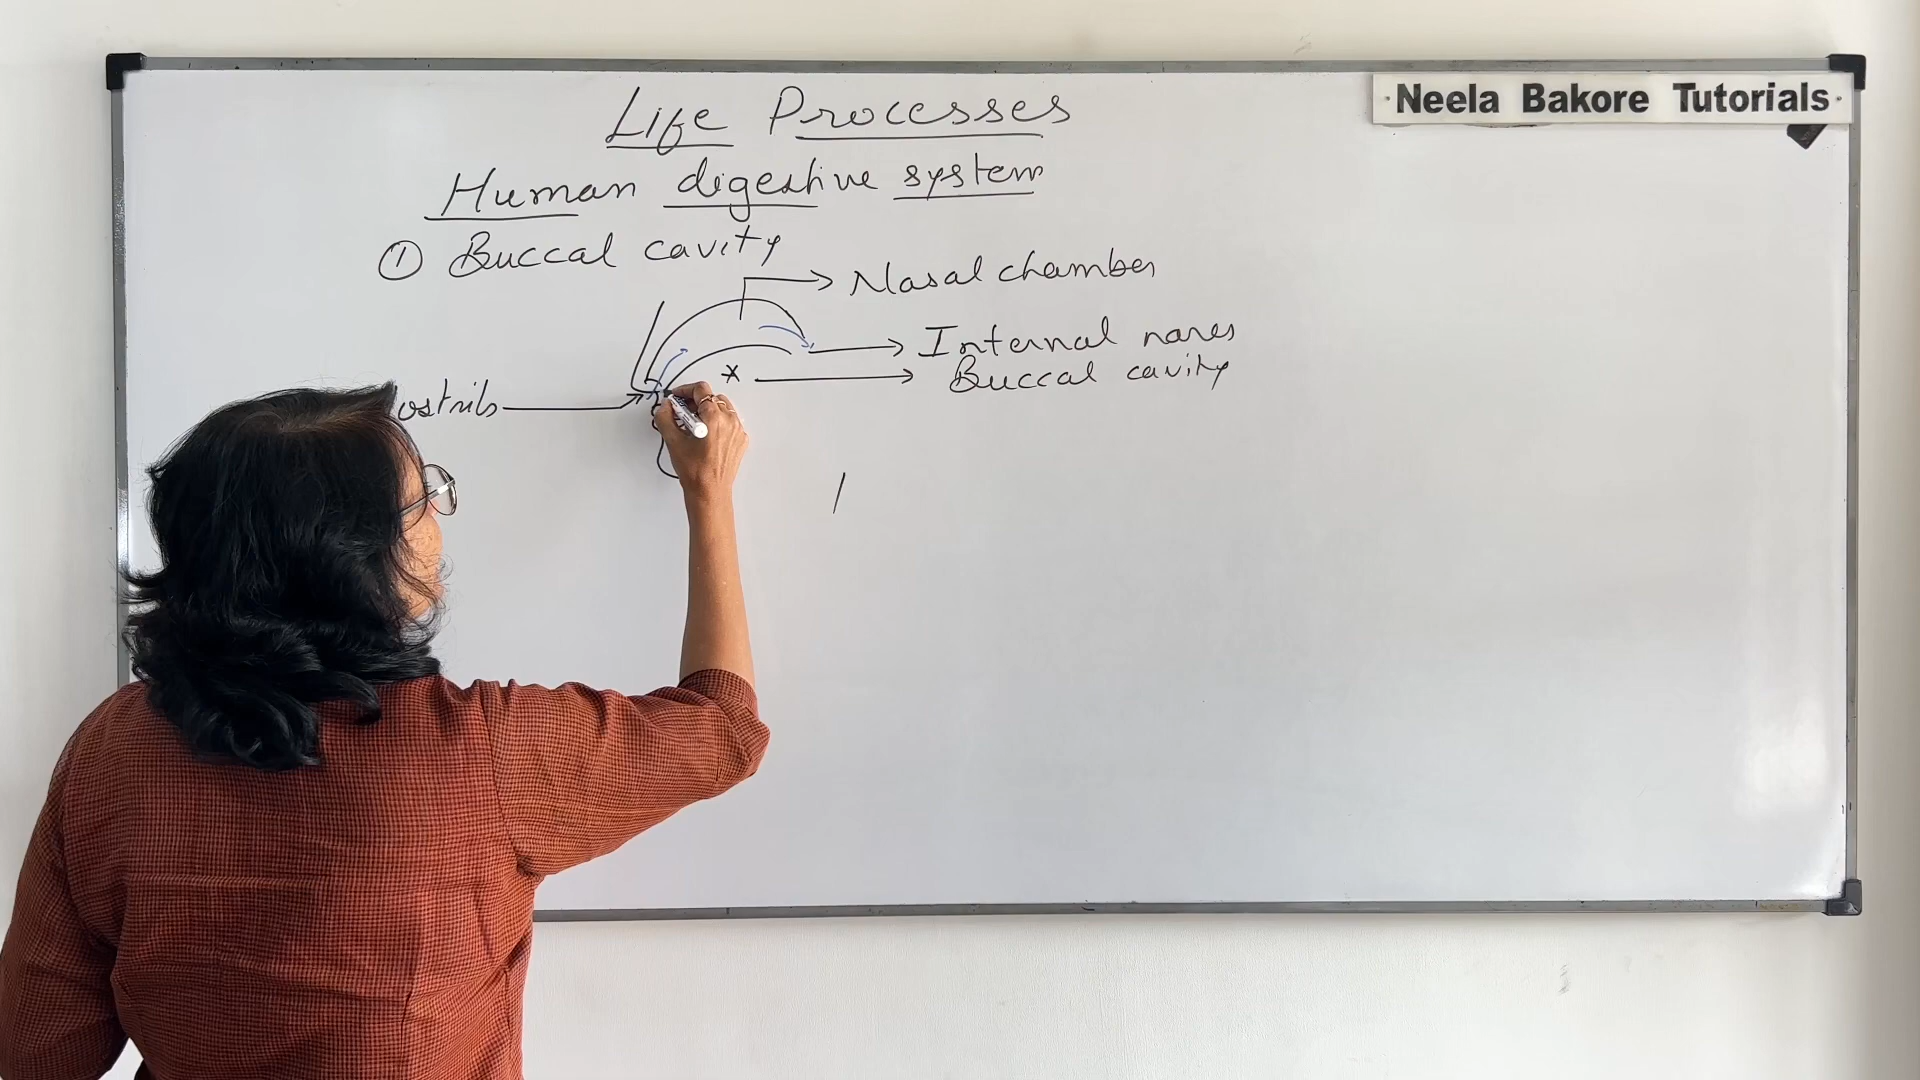 Neela Bakore Tutorials
Life Processes
Human digestive system
① Buccal cavity
Nasal chamber
Internal nares
Buccal cavity
ostrils